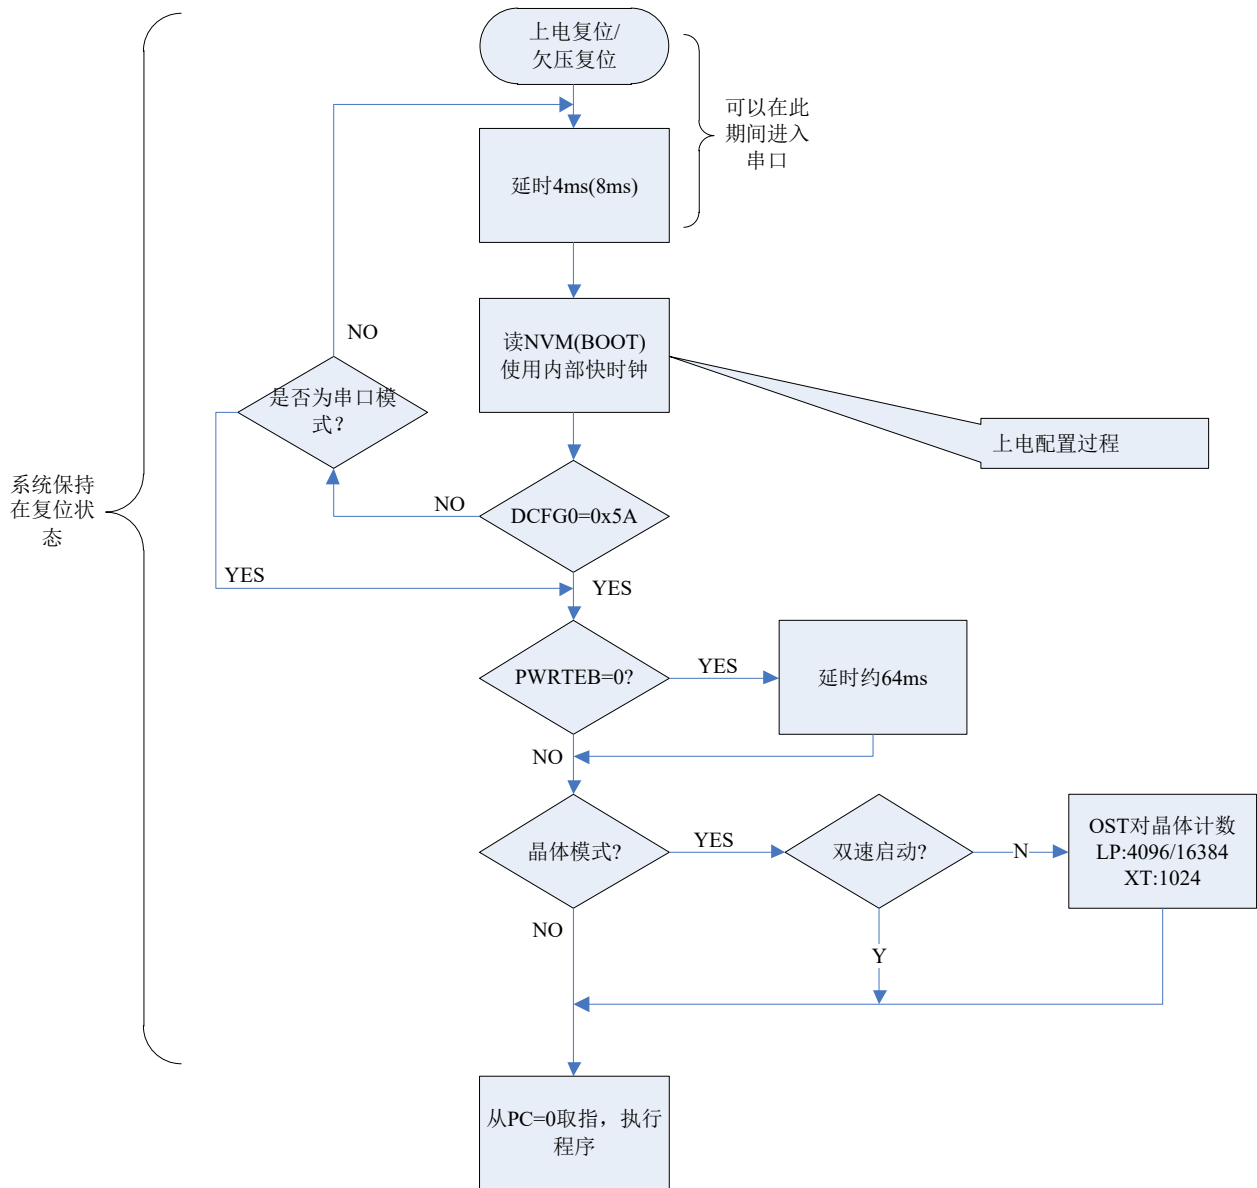 上电复位/
欠压复位
可以在此
期间进入
串口
延时4ms(8ms)
NO
读NVM(BOOT)
使用内部快时钟
是否为串口模
式?
上电配置过程
系统保持
在复位状
态
NO
DCFG0=0x5A
YES
YES
PWRTEB=0?
YES
延时约64ms
NO
晶体模式?
YES
双速启动?
N
OST对晶体计数
LP:4096/16384
XT:1024
NO
Y
从PC=0取指，执行
程序